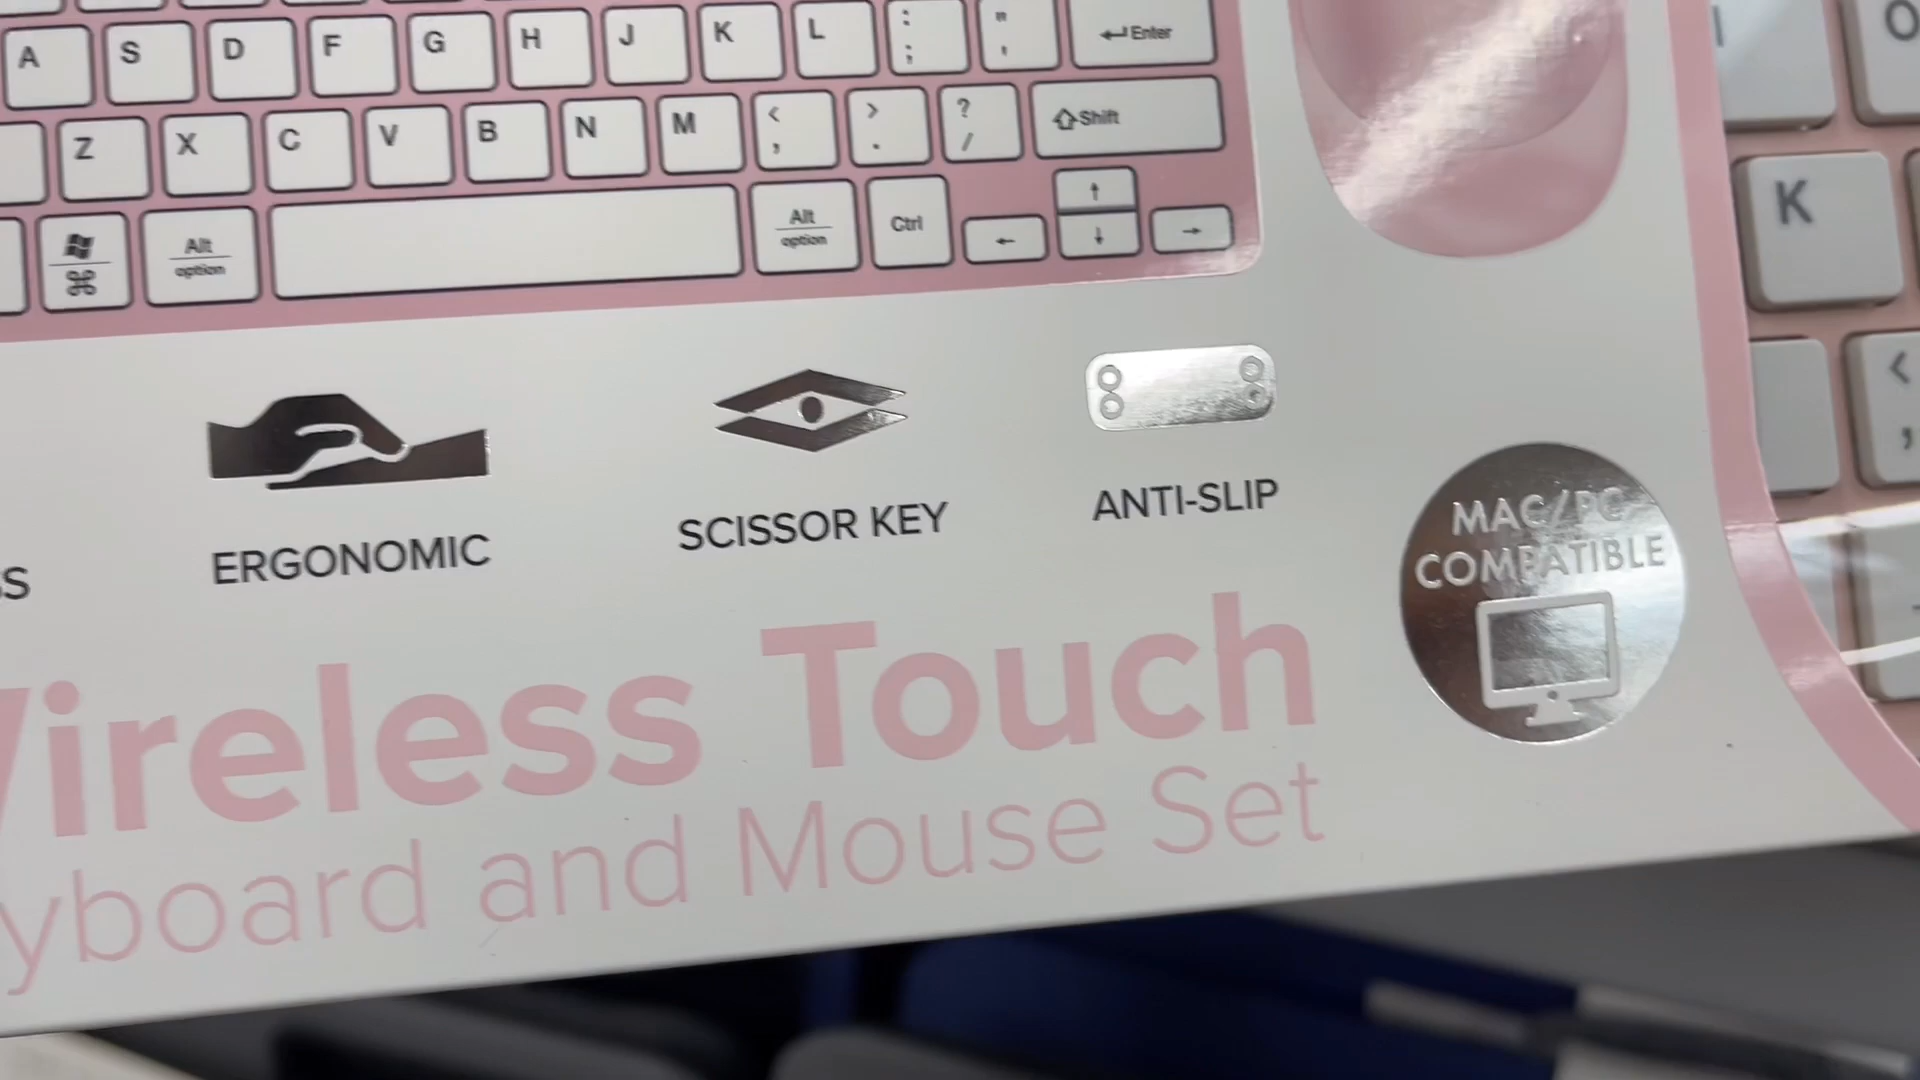 A S D F G H J K L : ; " ' Enter
Z X C V B N M < , > . ? / Shift
Alt
option
Alt
option
Ctrl
O
K
<
,
S
ERGONOMIC
SCISSOR KEY
ANTI-SLIP
MAC/PC
COMPATIBLE
Wireless Touch
yboard and Mouse Set